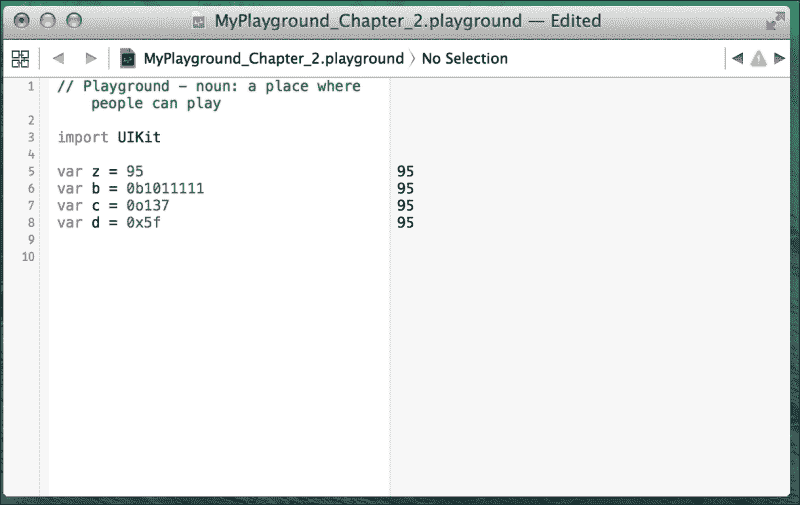 MyPlayground_Chapter_2.playground — Edited
MyPlayground_Chapter_2.playground 〉 No Selection
1 // Playground - noun: a place where
people can play
2
3 import UIKit
4
5 var z = 95 95
6 var b = 0b1011111 95
7 var c = 0o137 95
8 var d = 0x5f 95
9
10